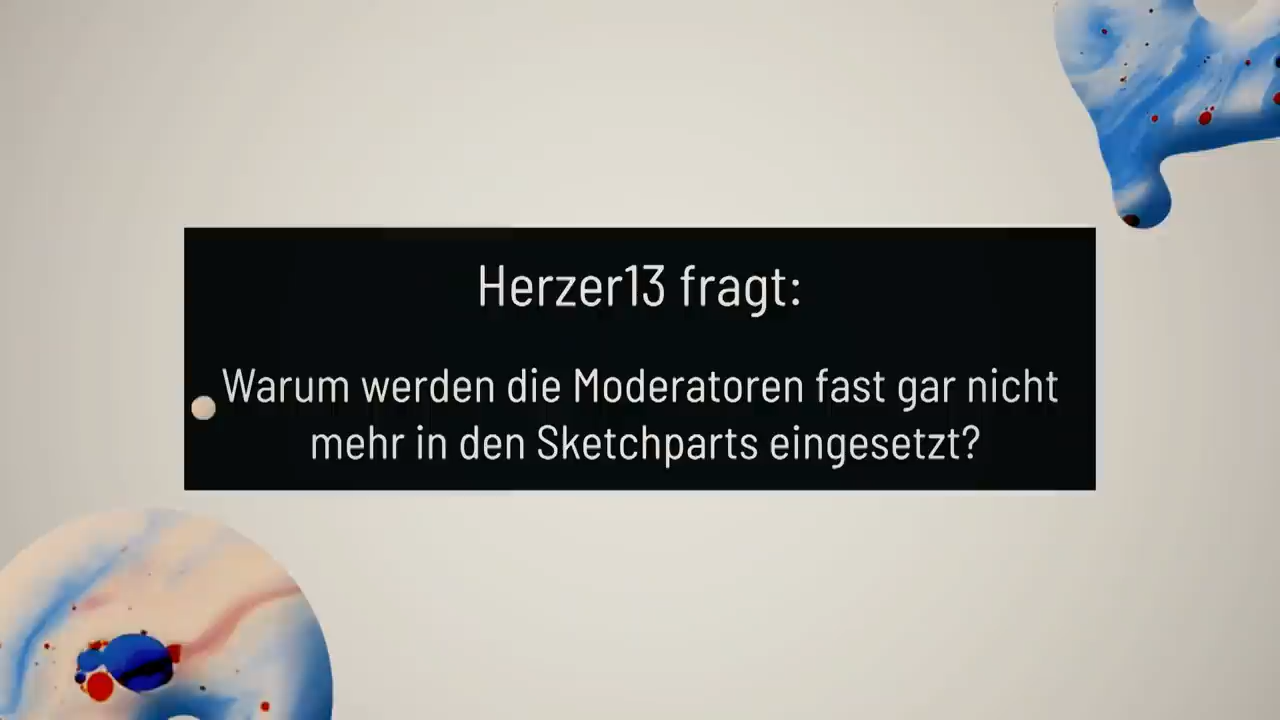 Herzer13 fragt:
Warum werden die Moderatoren fast gar nicht
mehr in den Sketchparts eingesetzt?